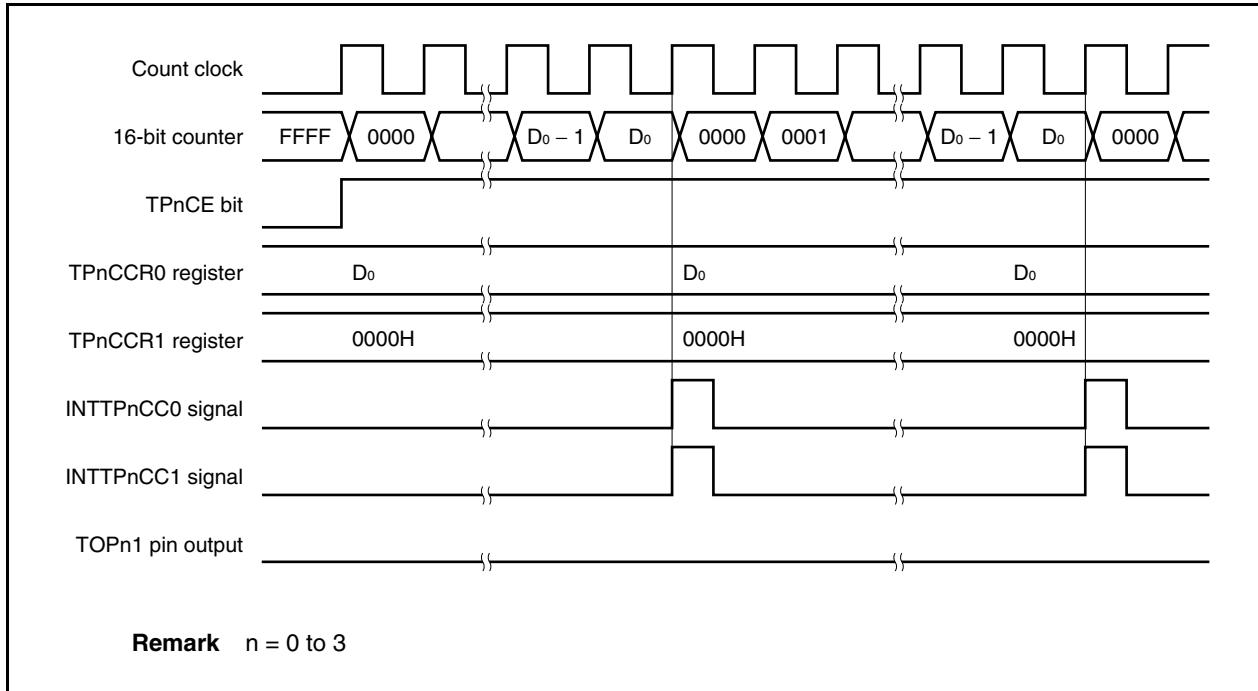 Count clock
16-bit counter FFFF 0000 D₀ − 1 D₀ 0000 0001 D₀ − 1 D₀ 0000
TPnCE bit
TPnCCR0 register D₀ D₀ D₀
TPnCCR1 register 0000H 0000H 0000H
INTTPnCC0 signal
INTTPnCC1 signal
TOPn1 pin output
Remark n = 0 to 3